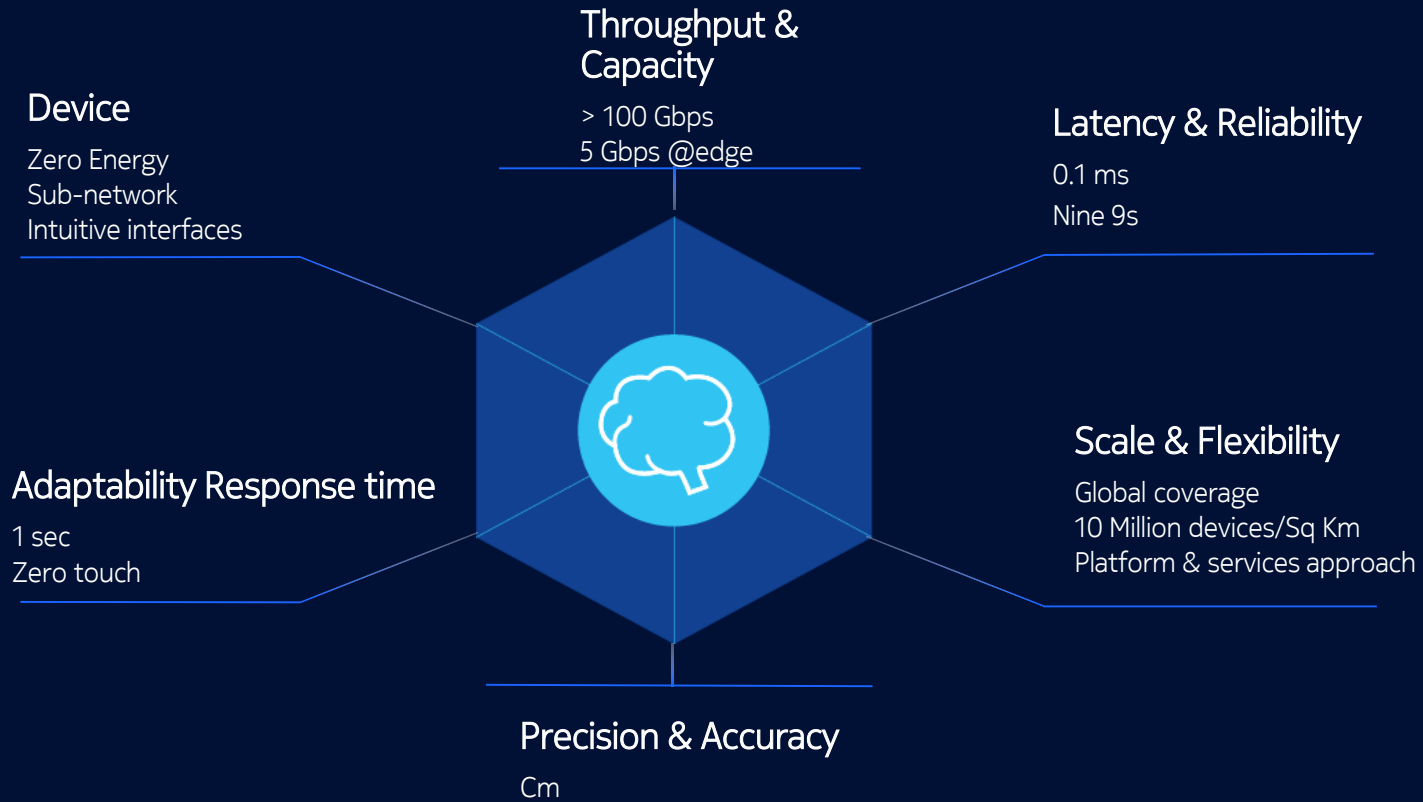 Throughput &
Capacity
> 100 Gbps
5 Gbps @edge
Device
Zero Energy
Sub-network
Intuitive interfaces
Latency & Reliability
0.1 ms
Nine 9s
Adaptability Response time
1 sec
Zero touch
Scale & Flexibility
Global coverage
10 Million devices/Sq Km
Platform & services approach
Precision & Accuracy
Cm